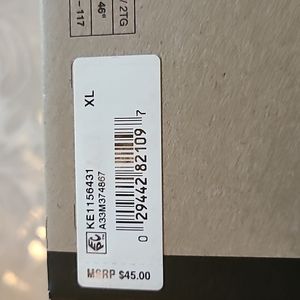 / 2TG
46"
- 117
XL
KE1156431
A33M374867
0 29442 82109 7
MSRP $45.00